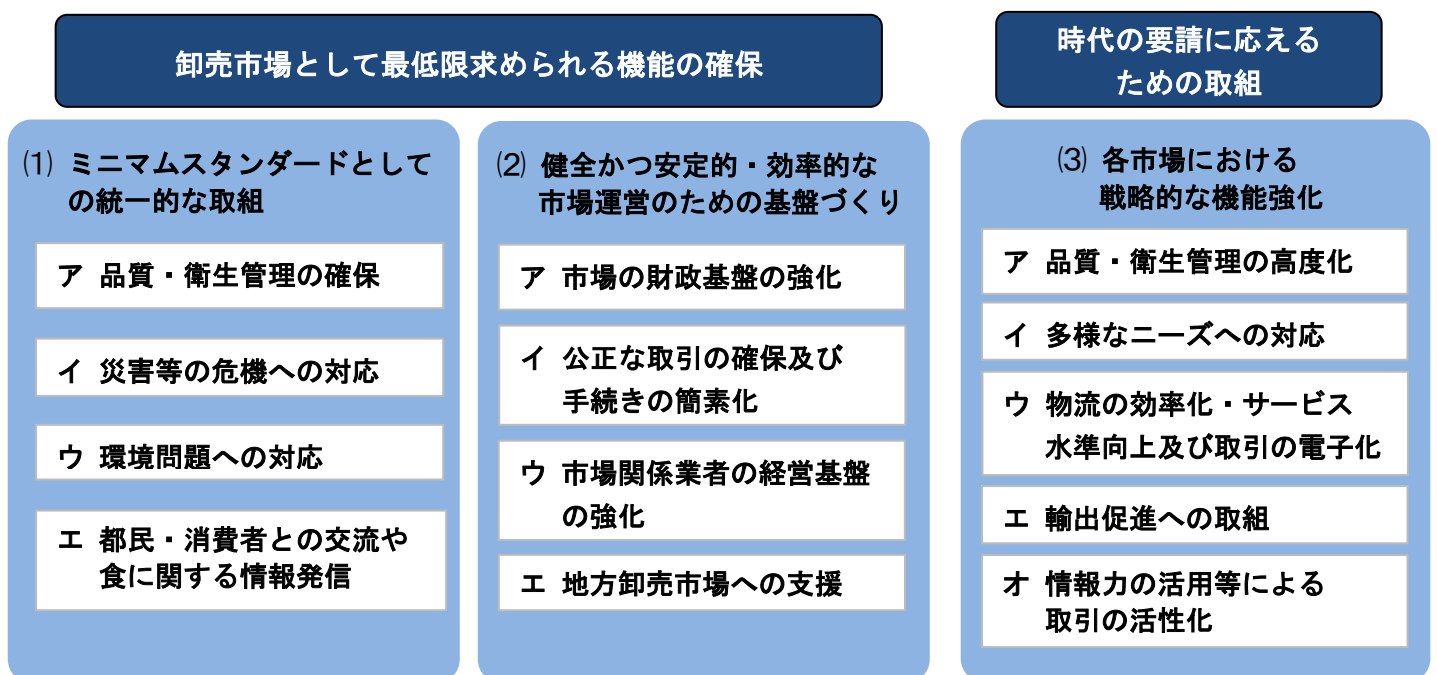 卸売市場として最低限求められる機能の確保
時代の要請に応える
ための取組
⑴ ミニマムスタンダードとして
の統一的な取組
ア 品質・衛生管理の確保
イ 災害等の危機への対応
ウ 環境問題への対応
エ 都民・消費者との交流や
食に関する情報発信
⑵ 健全かつ安定的・効率的な
市場運営のための基盤づくり
ア 市場の財政基盤の強化
イ 公正な取引の確保及び
手続きの簡素化
ウ 市場関係業者の経営基盤
の強化
エ 地方卸売市場への支援
⑶ 各市場における
戦略的な機能強化
ア 品質・衛生管理の高度化
イ 多様なニーズへの対応
ウ 物流の効率化・サービス
水準向上及び取引の電子化
エ 輸出促進への取組
オ 情報力の活用等による
取引の活性化